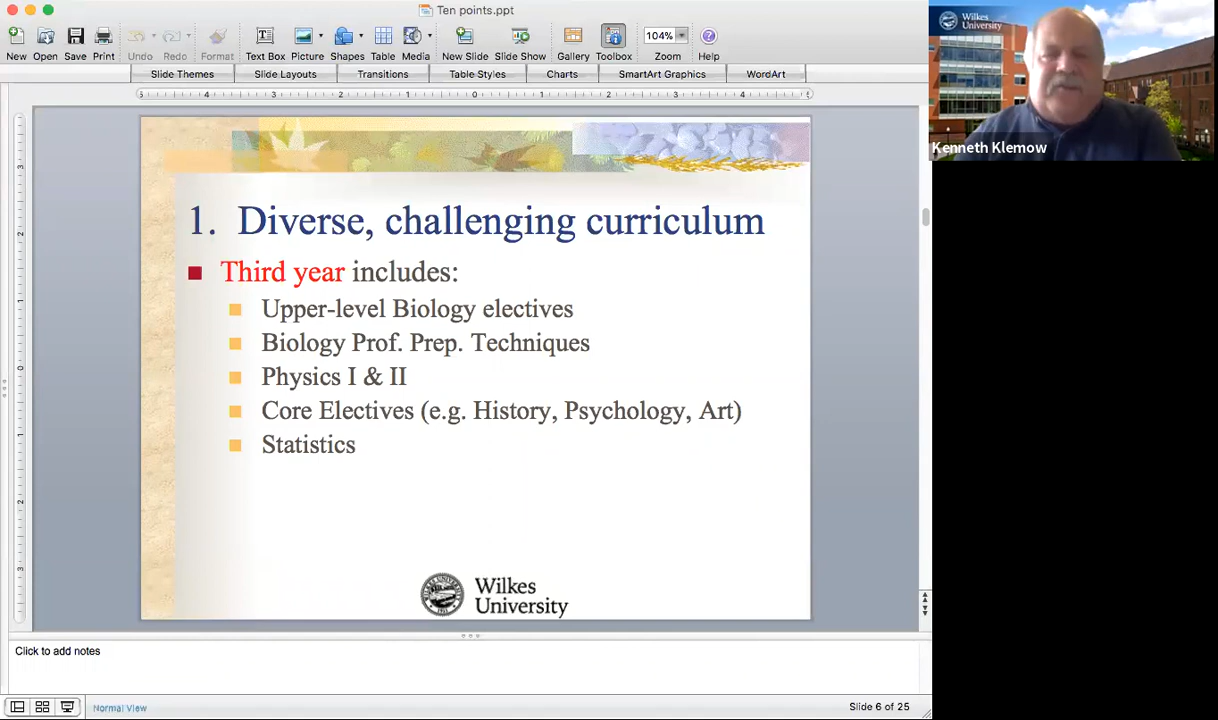 Ten points.ppt
New Open Save Print Undo Redo Format Text Box Picture Shapes Table Media New Slide Slide Show Gallery Toolbox 104% Zoom Help
Slide Themes Slide Layouts Transitions Table Styles Charts SmartArt Graphics WordArt
Wilkes University
Kenneth Klemow
1. Diverse, challenging curriculum
Third year includes:
Upper-level Biology electives
Biology Prof. Prep. Techniques
Physics I & II
Core Electives (e.g. History, Psychology, Art)
Statistics
Wilkes
University
Click to add notes
Normal View
Slide 6 of 25